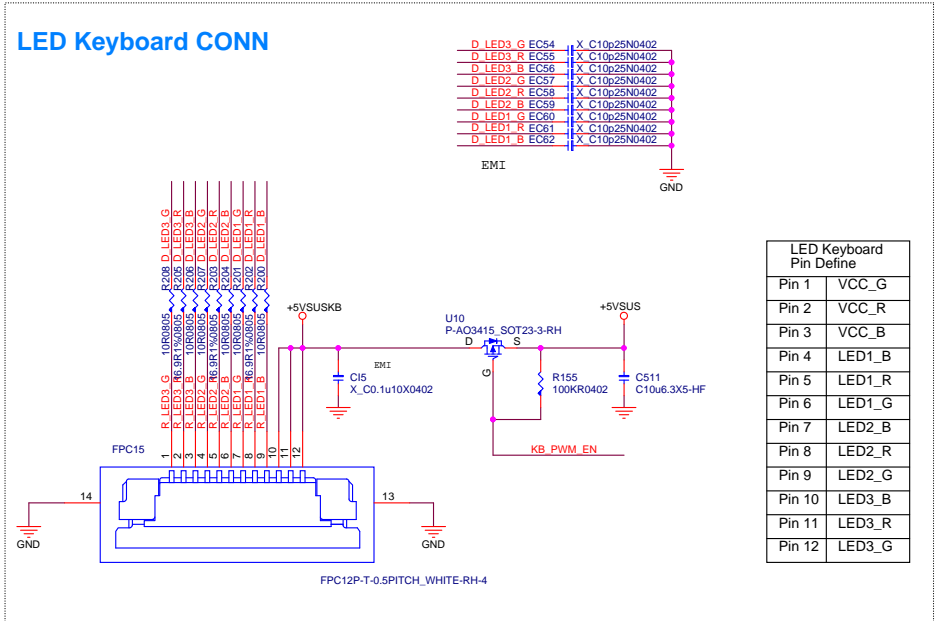 LED Keyboard CONN
D_LED3_G EC54 X_C10p25N0402
D_LED3_R EC55 X_C10p25N0402
D_LED3_B EC56 X_C10p25N0402
D_LED2_G EC57 X_C10p25N0402
D_LED2_R EC58 X_C10p25N0402
D_LED2_B EC59 X_C10p25N0402
D_LED1_G EC60 X_C10p25N0402
D_LED1_R EC61 X_C10p25N0402
D_LED1_B EC62 X_C10p25N0402
EMI
GND
R_LED3_G 10R0805 R208 D_LED3_G
R_LED3_R 16.9R1%0805 R205 D_LED3_R
R_LED3_B 10R0805 R206 D_LED3_B
R_LED2_G 10R0805 R207 D_LED2_G
R_LED2_R 16.9R1%0805 R203 D_LED2_R
R_LED2_B 10R0805 R204 D_LED2_B
R_LED1_G 10R0805 R201 D_LED1_G
R_LED1_R 16.9R1%0805 R202 D_LED1_R
R_LED1_B 10R0805 R200 D_LED1_B
+5VSUSKB
EMI
CI5
X_C0.1u10X0402
U10
P-AO3415_SOT23-3-RH
D
S
G
+5VSUS
R155
100KR0402
C511
C10u6.3X5-HF
KB_PWM_EN
FPC15
1
2
3
4
5
6
7
8
9
10
11
12
14
13
GND
GND
FPC12P-T-0.5PITCH_WHITE-RH-4
LED Keyboard
Pin Define
Pin 1 VCC_G
Pin 2 VCC_R
Pin 3 VCC_B
Pin 4 LED1_B
Pin 5 LED1_R
Pin 6 LED1_G
Pin 7 LED2_B
Pin 8 LED2_R
Pin 9 LED2_G
Pin 10 LED3_B
Pin 11 LED3_R
Pin 12 LED3_G